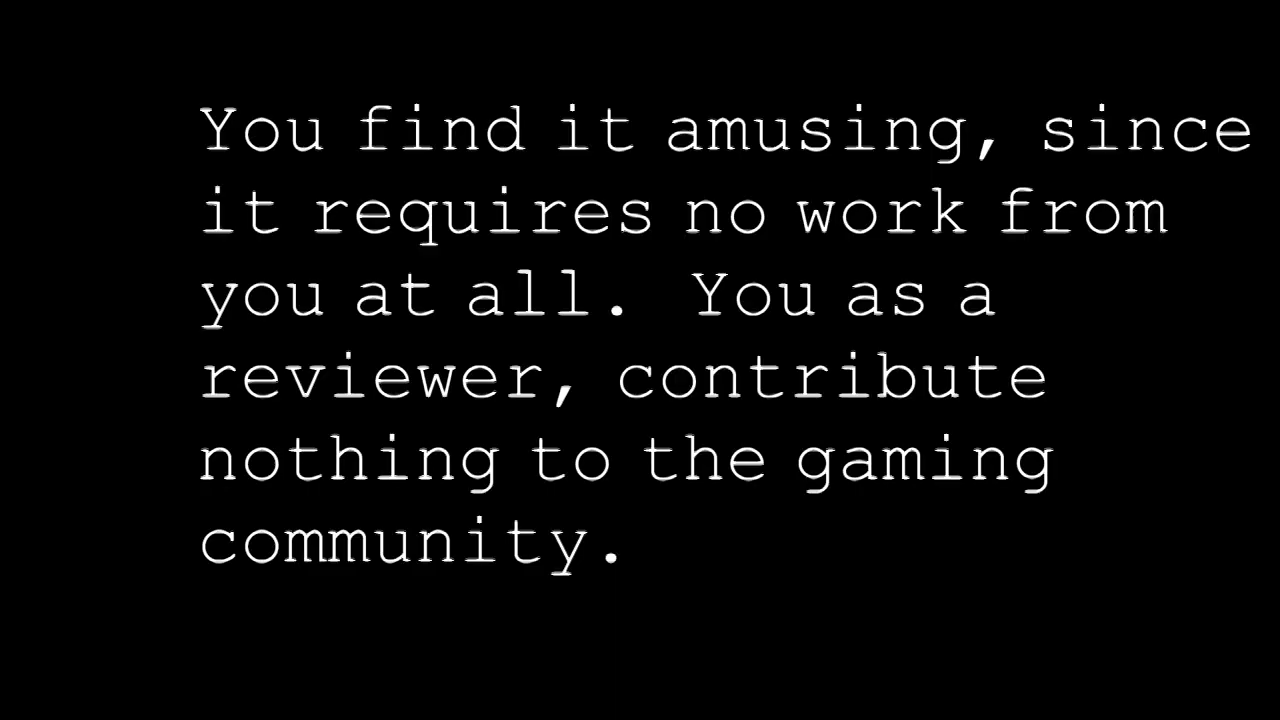 You find it amusing, since
it requires no work from
you at all.  You as a
reviewer, contribute
nothing to the gaming
community.